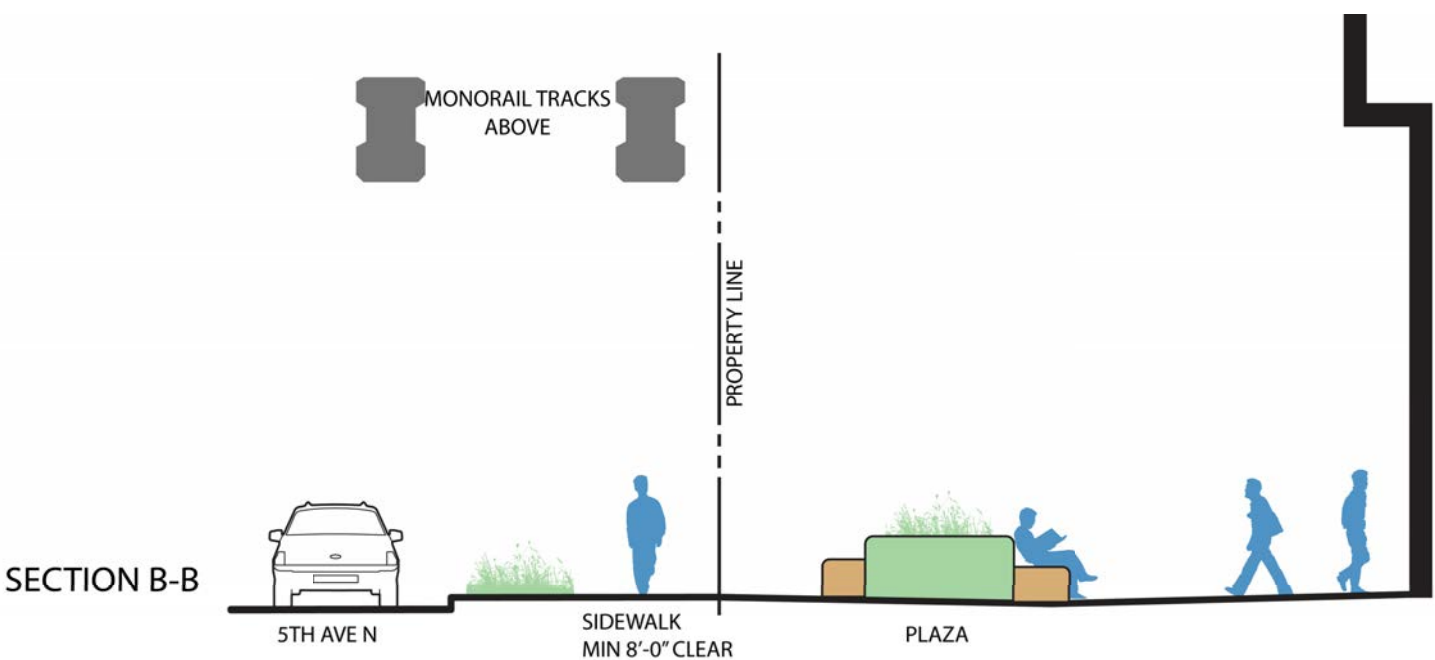 MONORAIL TRACKS
ABOVE
PROPERTY LINE
SECTION B-B
5TH AVE N
SIDEWALK
MIN 8'-0" CLEAR
PLAZA